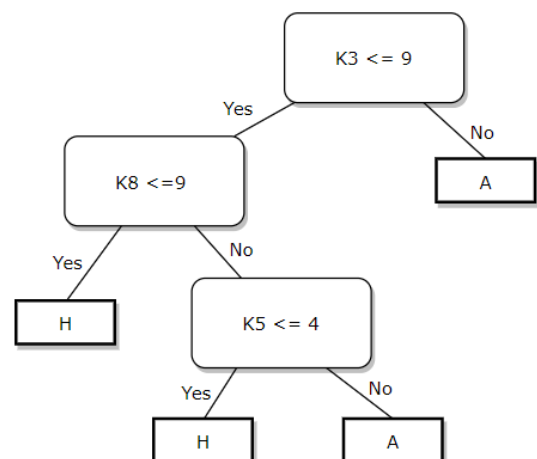 K3 <= 9
Yes
No
K8 <=9
A
Yes
No
H
K5 <= 4
Yes
No
H
A